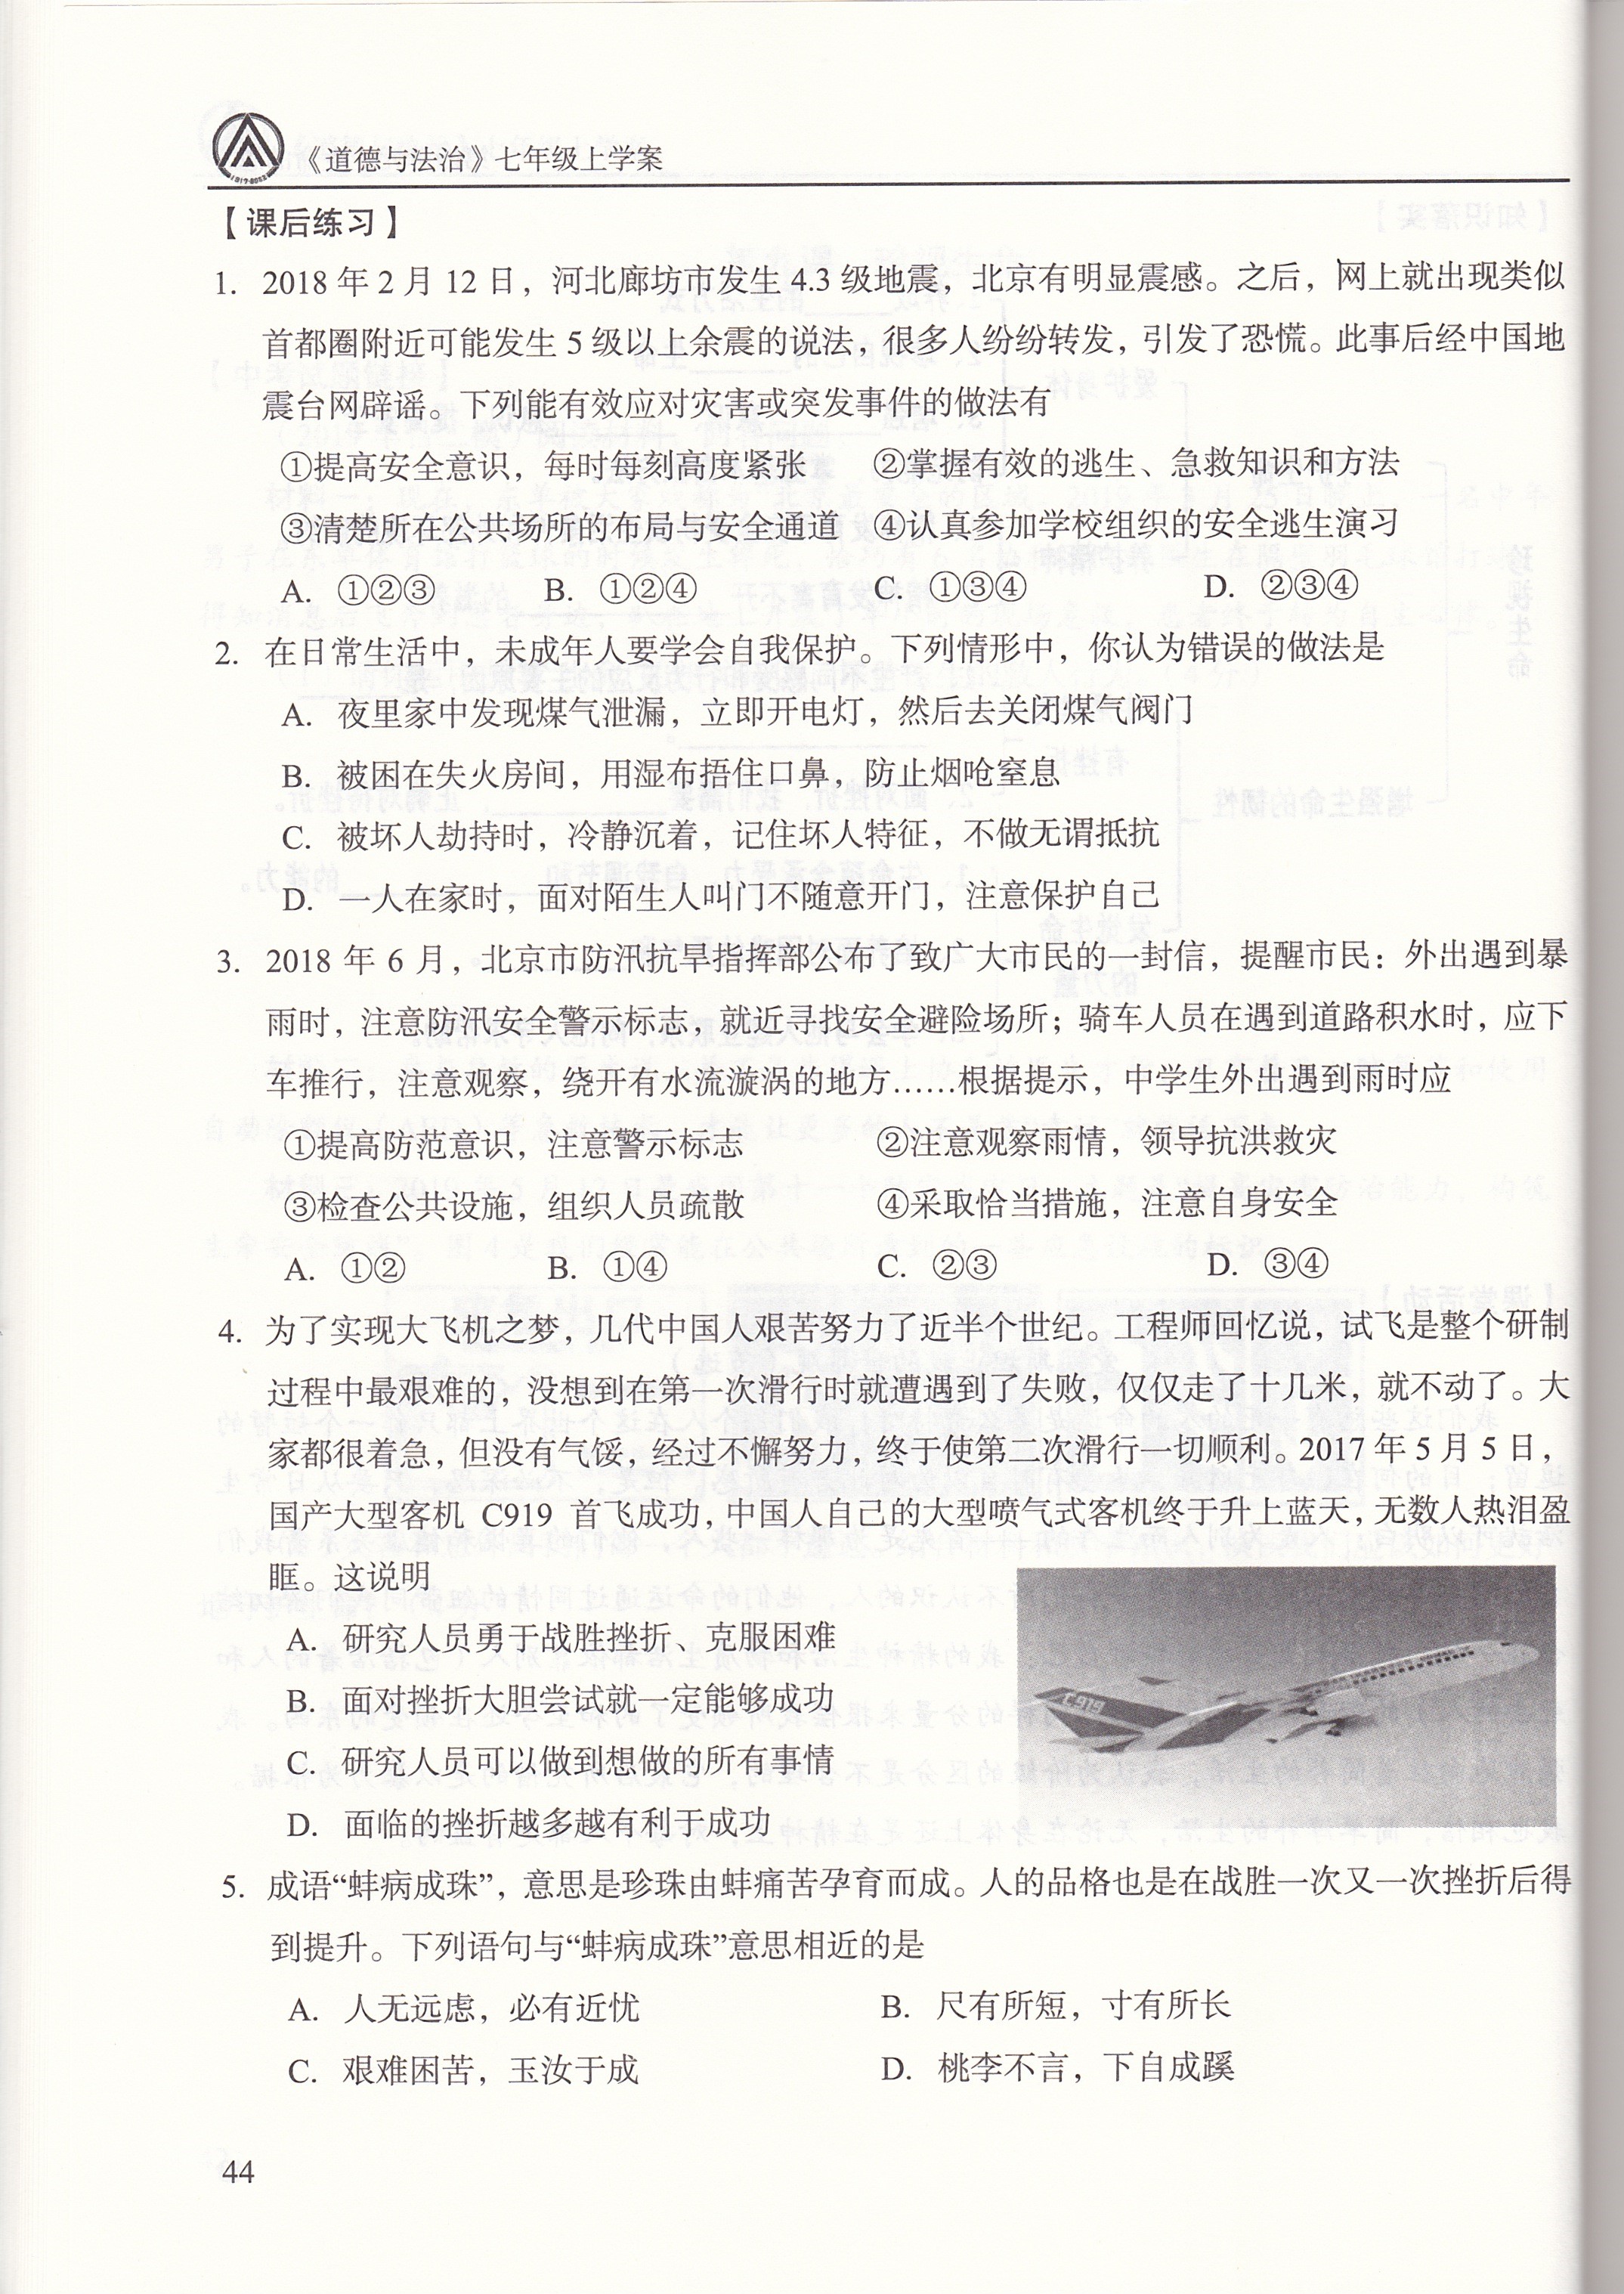 《道德与法治》七年级上学案
【课后练习】
1. 2018 年 2 月 12 日，河北廊坊市发生 4.3 级地震，北京有明显震感。之后，网上就出现类似
首都圈附近可能发生 5 级以上余震的说法，很多人纷纷转发，引发了恐慌。此事后经中国地
震台网辟谣。下列能有效应对灾害或突发事件的做法有
①提高安全意识，每时每刻高度紧张 ②掌握有效的逃生、急救知识和方法
③清楚所在公共场所的布局与安全通道 ④认真参加学校组织的安全逃生演习
A. ①②③ B. ①②④ C. ①③④ D. ②③④
2. 在日常生活中，未成年人要学会自我保护。下列情形中，你认为错误的做法是
A. 夜里家中发现煤气泄漏，立即开电灯，然后去关闭煤气阀门
B. 被困在失火房间，用湿布捂住口鼻，防止烟呛窒息
C. 被坏人劫持时，冷静沉着，记住坏人特征，不做无谓抵抗
D. 一人在家时，面对陌生人叫门不随意开门，注意保护自己
3. 2018 年 6 月，北京市防汛抗旱指挥部公布了致广大市民的一封信，提醒市民：外出遇到暴
雨时，注意防汛安全警示标志，就近寻找安全避险场所；骑车人员在遇到道路积水时，应下
车推行，注意观察，绕开有水流漩涡的地方……根据提示，中学生外出遇到雨时应
①提高防范意识，注意警示标志 ②注意观察雨情，领导抗洪救灾
③检查公共设施，组织人员疏散 ④采取恰当措施，注意自身安全
A. ①② B. ①④ C. ②③ D. ③④
4. 为了实现大飞机之梦，几代中国人艰苦努力了近半个世纪。工程师回忆说，试飞是整个研制
过程中最艰难的，没想到在第一次滑行时就遭遇到了失败，仅仅走了十几米，就不动了。大
家都很着急，但没有气馁，经过不懈努力，终于使第二次滑行一切顺利。2017 年 5 月 5 日，
国产大型客机 C919 首飞成功，中国人自己的大型喷气式客机终于升上蓝天，无数人热泪盈
眶。这说明
A. 研究人员勇于战胜挫折、克服困难
B. 面对挫折大胆尝试就一定能够成功
C. 研究人员可以做到想做的所有事情
D. 面临的挫折越多越有利于成功
C919
5. 成语“蚌病成珠”，意思是珍珠由蚌痛苦孕育而成。人的品格也是在战胜一次又一次挫折后得
到提升。下列语句与“蚌病成珠”意思相近的是
A. 人无远虑，必有近忧 B. 尺有所短，寸有所长
C. 艰难困苦，玉汝于成 D. 桃李不言，下自成蹊
44